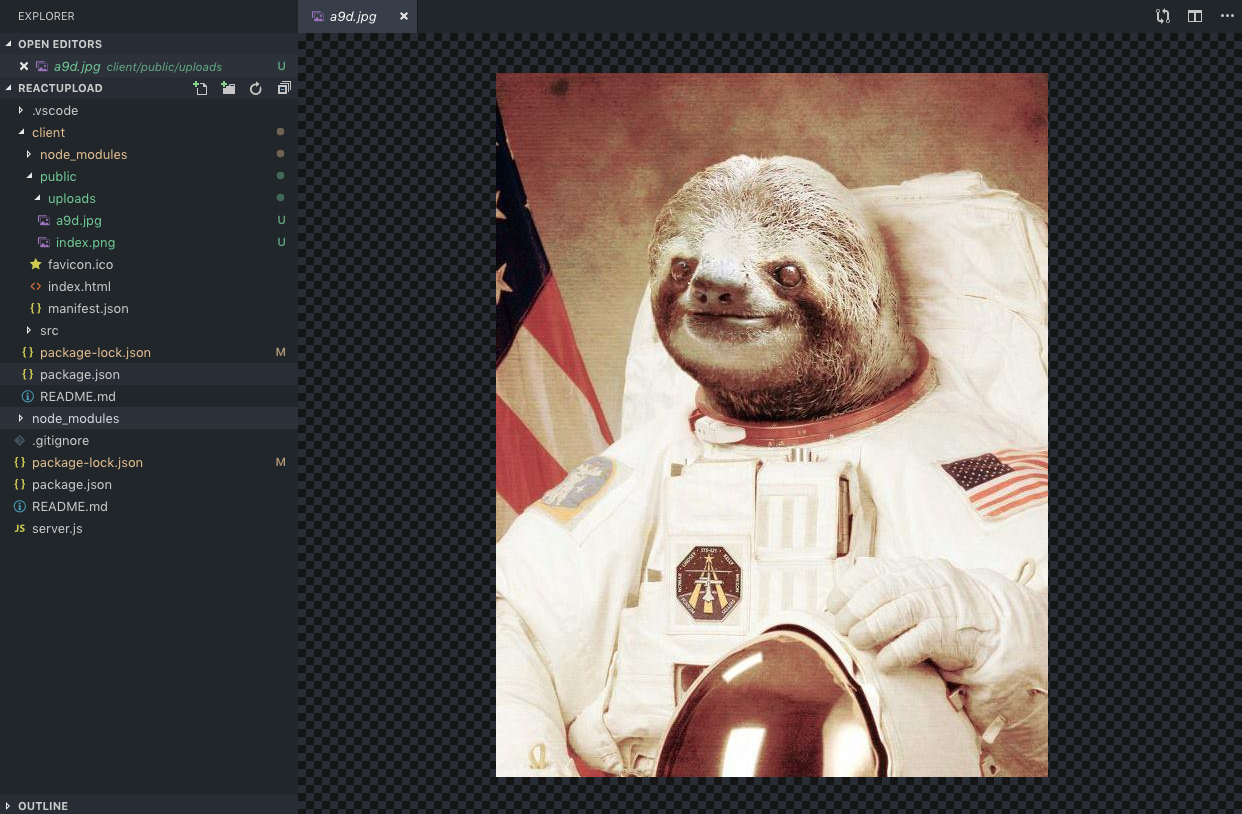 EXPLORER
a9d.jpg
OPEN EDITORS
a9d.jpg client/public/uploads U
REACTUPLOAD
.vscode
client
node_modules
public
uploads
a9d.jpg U
index.png U
favicon.ico
index.html
manifest.json
src
package-lock.json M
package.json
README.md
node_modules
.gitignore
package-lock.json M
package.json
README.md
JS server.js
OUTLINE